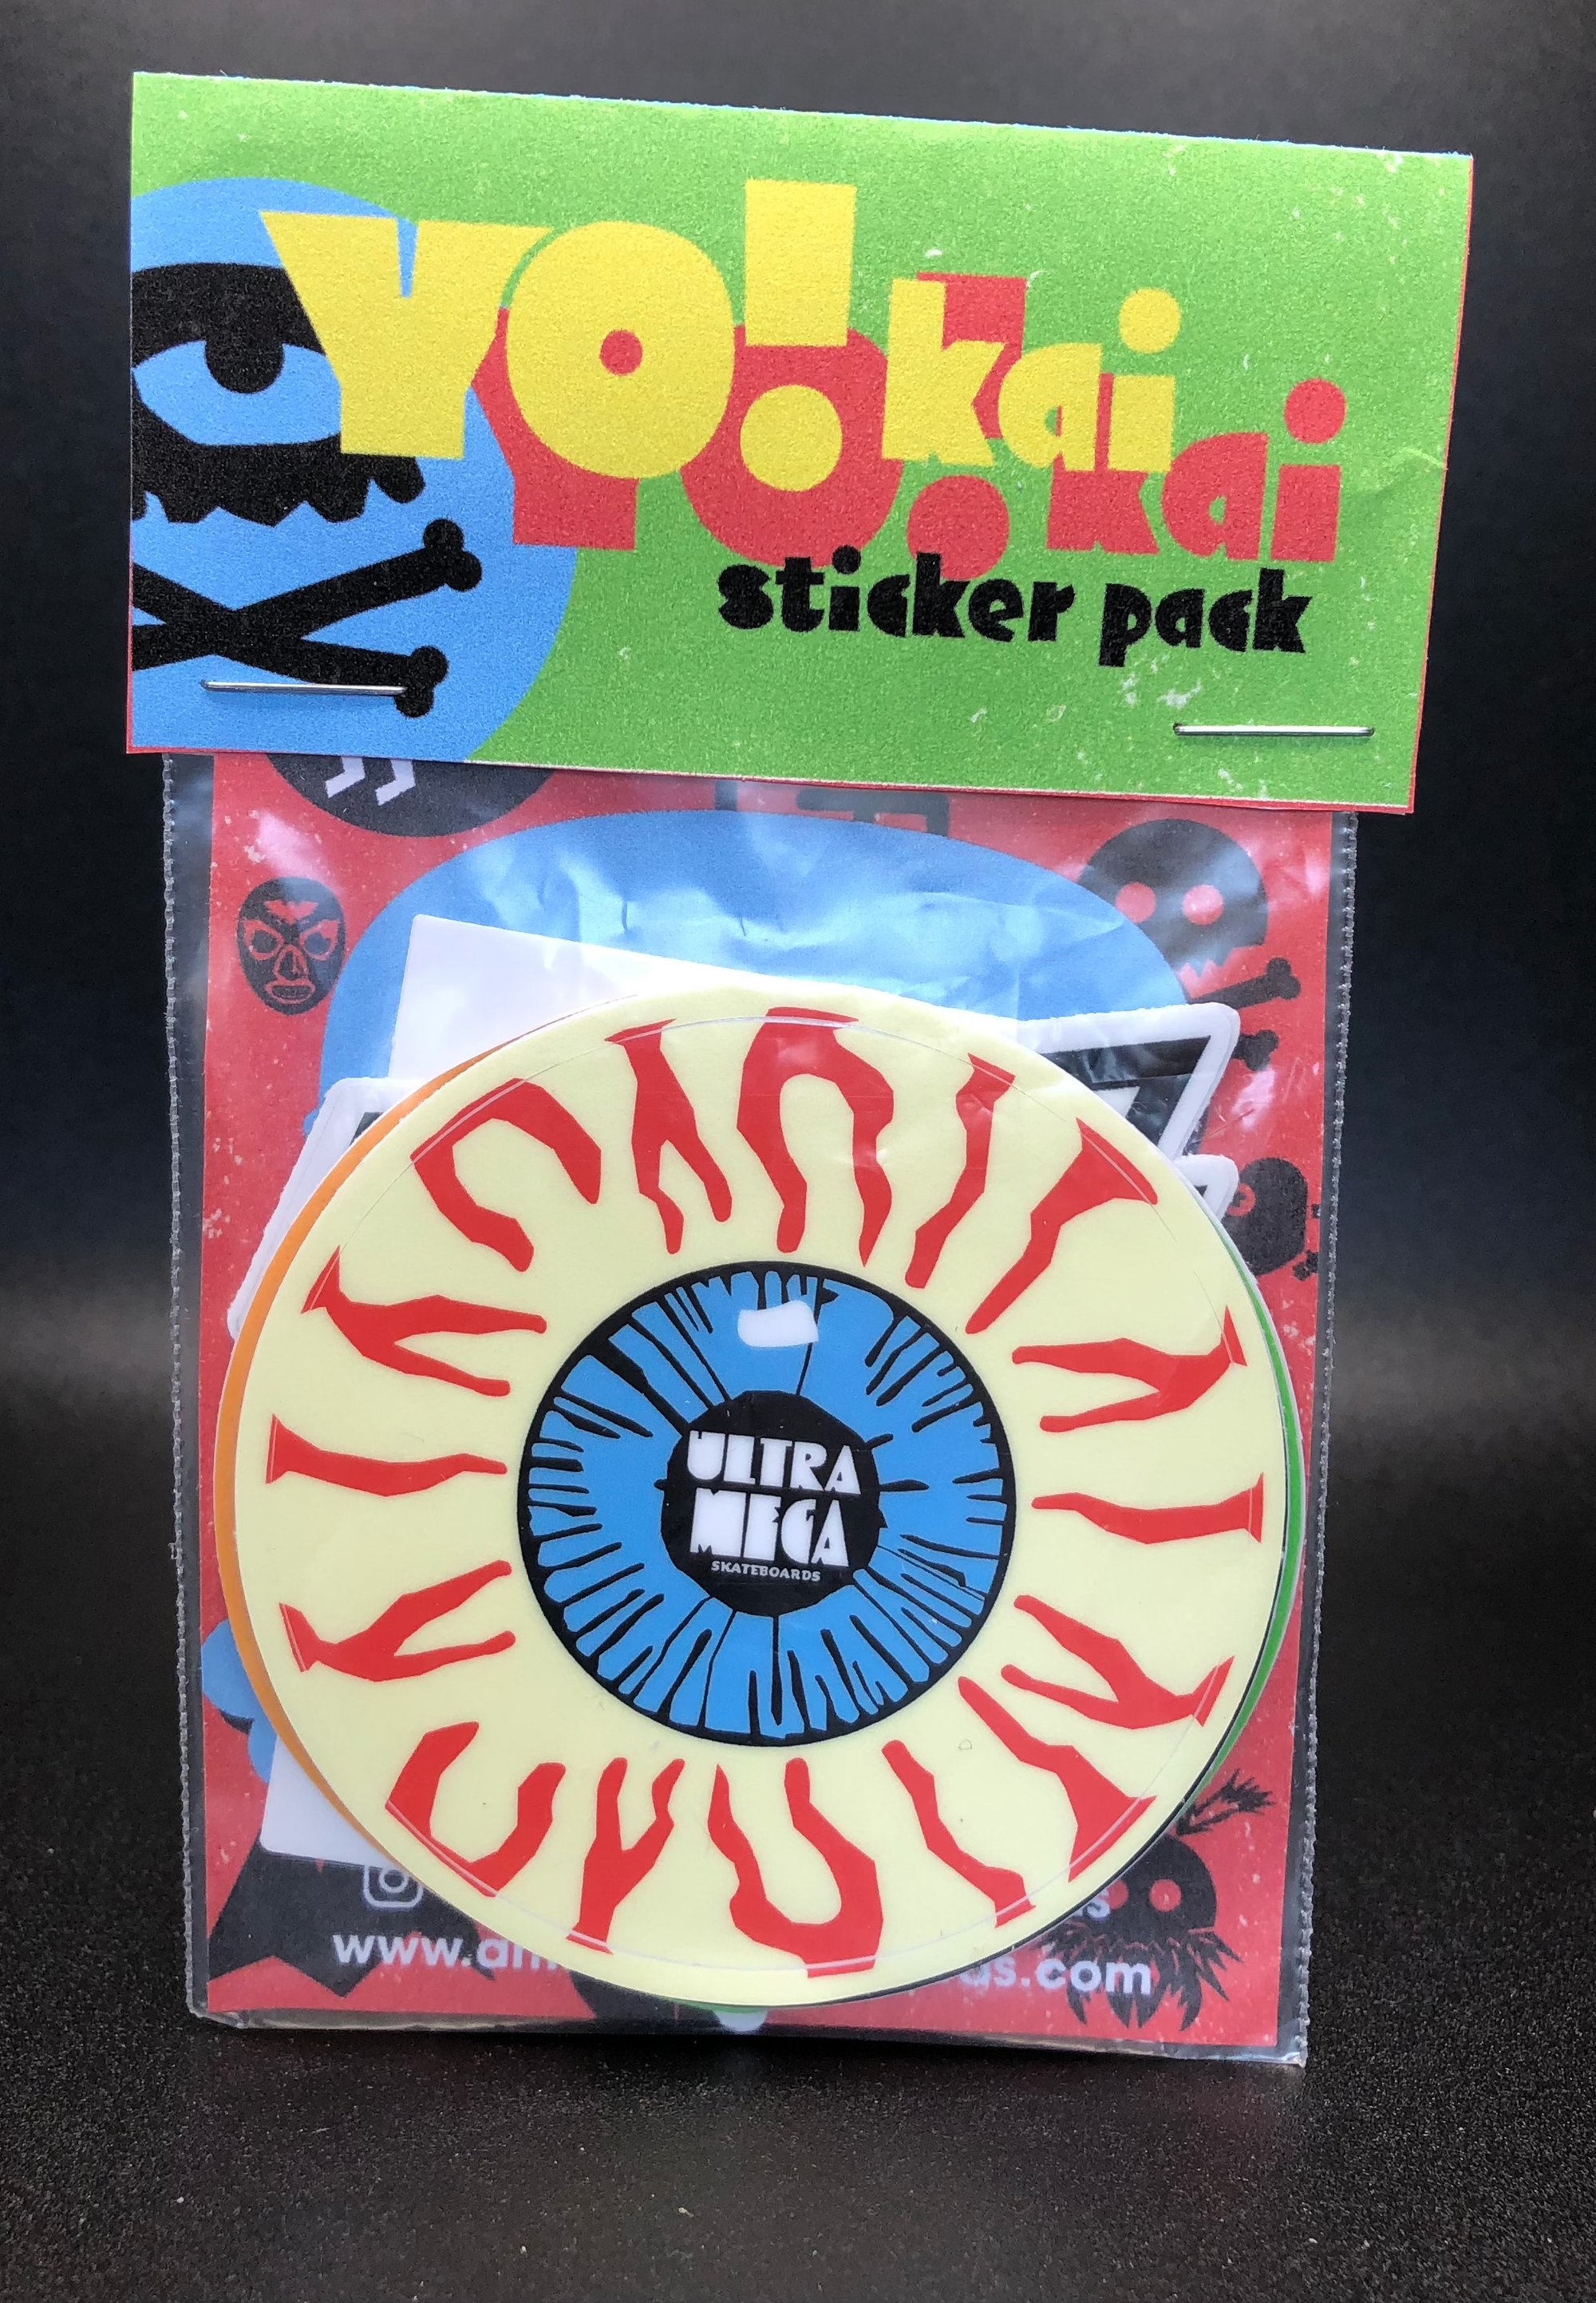 YO!kai
YO!kai
sticker pack
ULTRA
MEGA
SKATEBOARDS